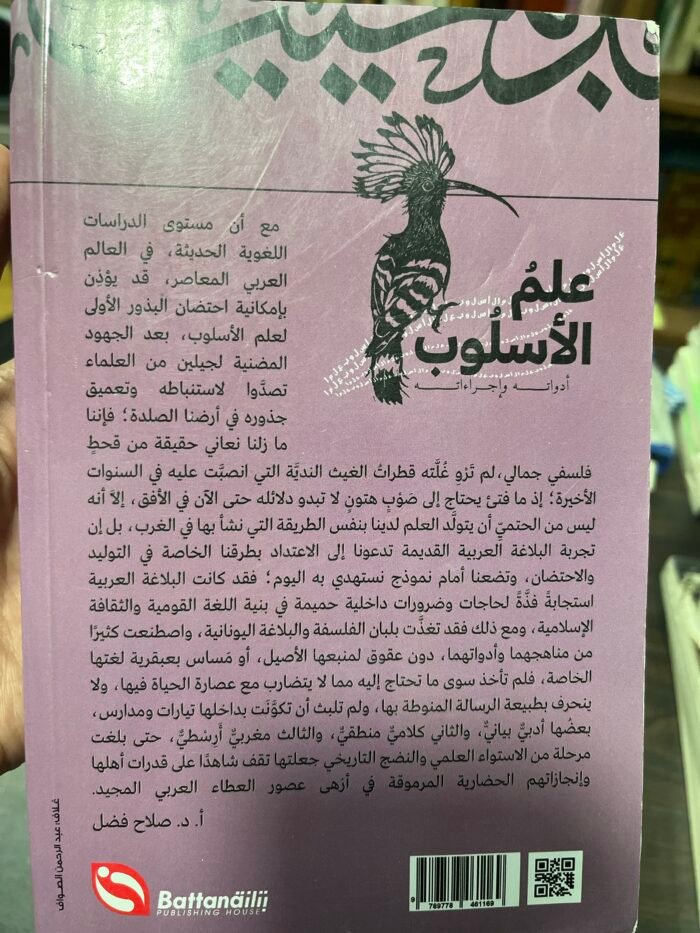 علمُ
الأسلُوب
أدواتـــه وإجراءاتـــه
مع أن مستوى الدراسات
اللغوية الحديثة، في العالم
العربي المعاصر، قد يؤذن
بإمكانية احتضان البذور الأولى
لعلم الأسلوب، بعد الجهود
المضنية لجيلين من العلماء
تصدَّوا لاستنباطه وتعميق
جذوره في أرضنا الصلدة؛ فإننا
ما زلنا نعاني حقيقة من قحطٍ
فلسفي جمالي، لم تَرْوِ غُلَّته قطراتُ الغيث النديَّة التي انصبَّت عليه في السنوات
الأخيرة؛ إذ ما فتئ يحتاج إلى صَوْبٍ هتونٍ لا تبدو دلائله حتى الآن في الأفق، إلاَّ أنه
ليس من الحتميِّ أن يتولَّد العلم لدينا بنفس الطريقة التي نشأ بها في الغرب، بل إن
تجربة البلاغة العربية القديمة تدعونا إلى الاعتداد بطرقنا الخاصة في التوليد
والاحتضان، وتضعنا أمام نموذج نستهدي به اليوم؛ فقد كانت البلاغة العربية
استجابةً فذَّةً لحاجات وضرورات داخلية حميمة في بنية اللغة القومية والثقافة
الإسلامية، ومع ذلك فقد تغذَّت بلبان الفلسفة والبلاغة اليونانية، واصطنعت كثيرًا
من مناهجهما وأدواتهما، دون عقوق لمنبعها الأصيل، أو مَساس بعبقرية لغتها
الخاصة، فلم تأخذ سوى ما تحتاج إليه مما لا يتضارب مع عصارة الحياة فيها، ولا
ينحرف بطبيعة الرسالة المنوطة بها، ولم تلبث أن تكوَّنَت بداخلها تيارات ومدارس،
بعضُها أدبيٌّ بيانيٌّ، والثاني كلاميٌّ منطقيٌّ، والثالث مغربيٌّ أَرِسْطيٌّ، حتى بلغت
مرحلة من الاستواء العلمي والنضج التاريخي جعلتها تقف شاهدًا على قدرات أهلها
وإنجازاتهم الحضارية المرموقة في أزهى عصور العطاء العربي المجيد.
أ. د. صلاح فضل
غلاف: عبد الرحمن الصواف
Battanäilii
PUBLISHING HOUSE
9 789778 461169